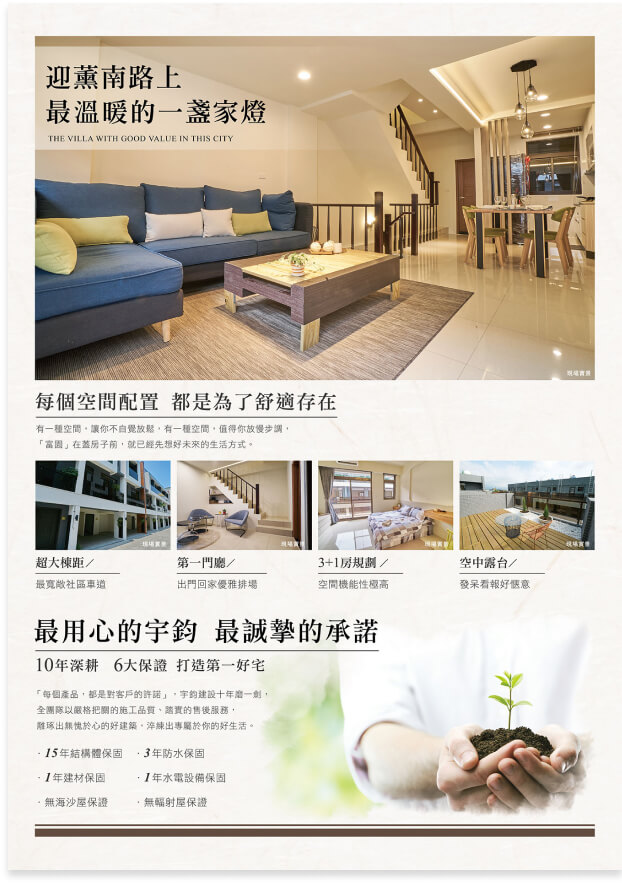 迎薰南路上
最溫暖的一盞家燈
THE VILLA WITH GOOD VALUE IN THIS CITY
現場實景
每個空間配置 都是為了舒適存在
有一種空間，讓你不自覺放鬆，有一種空間，值得你放慢步調，
「富園」在蓋房子前，就已經先想好未來的生活方式。
現場實景
現場實景
現場實景
現場實景
超大棟距／
最寬敞社區車道
第一門廳／
出門回家優雅排場
3+1房規劃／
空間機能性極高
空中露台／
發呆看報好愜意
最用心的宇鈞 最誠摯的承諾
10年深耕 6大保證 打造第一好宅
「每個產品，都是對客戶的許諾」，宇鈞建設十年磨一劍，
全團隊以嚴格把關的施工品質、踏實的售後服務，
雕琢出無愧於心的好建築、淬練出專屬於你的好生活。
· 15年結構體保固 · 3年防水保固
· 1年建材保固 · 1年水電設備保固
· 無海沙屋保證 · 無輻射屋保證